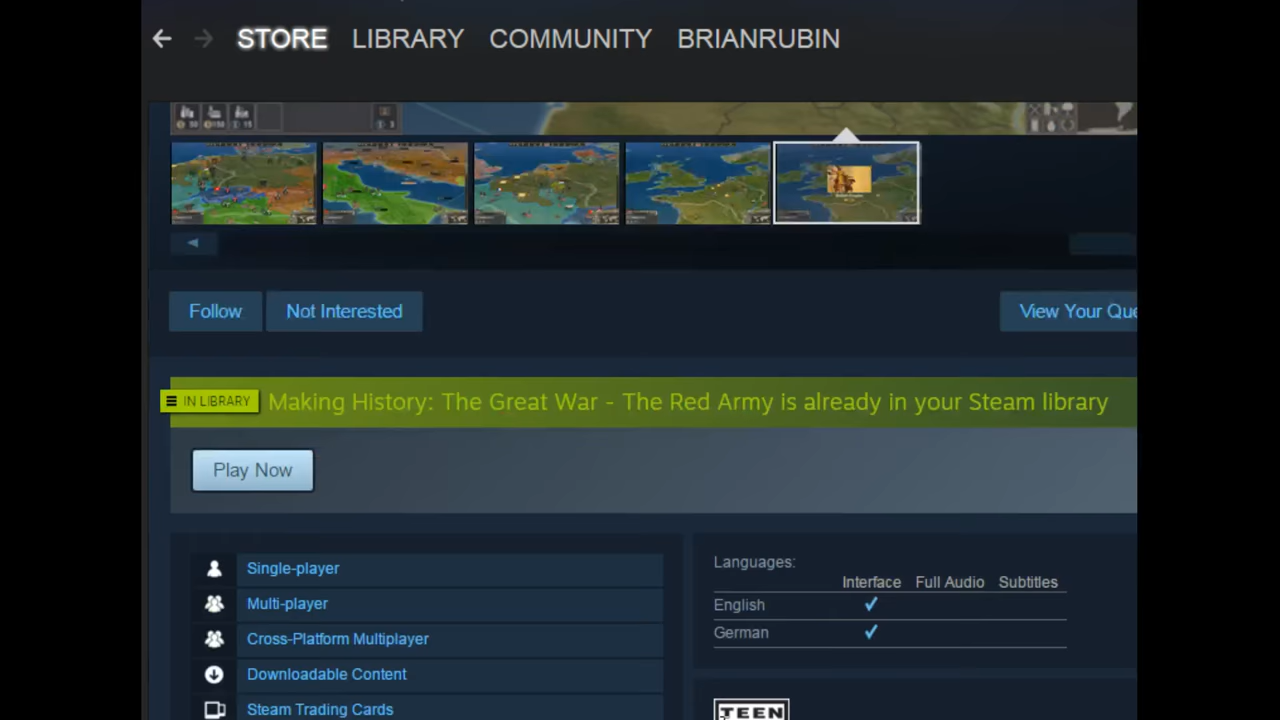 STORE LIBRARY COMMUNITY BRIANRUBIN
Follow Not Interested View Your Que
IN LIBRARY Making History: The Great War - The Red Army is already in your Steam library
Play Now
Single-player
Multi-player
Cross-Platform Multiplayer
Downloadable Content
Steam Trading Cards
Languages:
Interface Full Audio Subtitles
English
German
TEEN